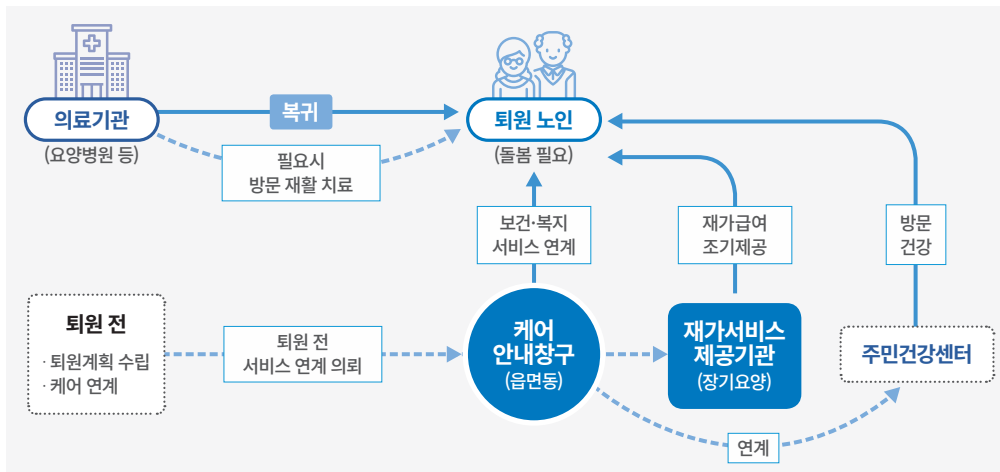 의료기관
(요양병원 등)
복귀
필요시
방문 재활 치료
퇴원 노인
(돌봄 필요)
보건·복지
서비스 연계
재가급여
조기제공
방문
건강
퇴원 전
· 퇴원계획 수립
· 케어 연계
퇴원 전
서비스 연계 의뢰
케어
안내창구
(읍면동)
재가서비스
제공기관
(장기요양)
주민건강센터
연계